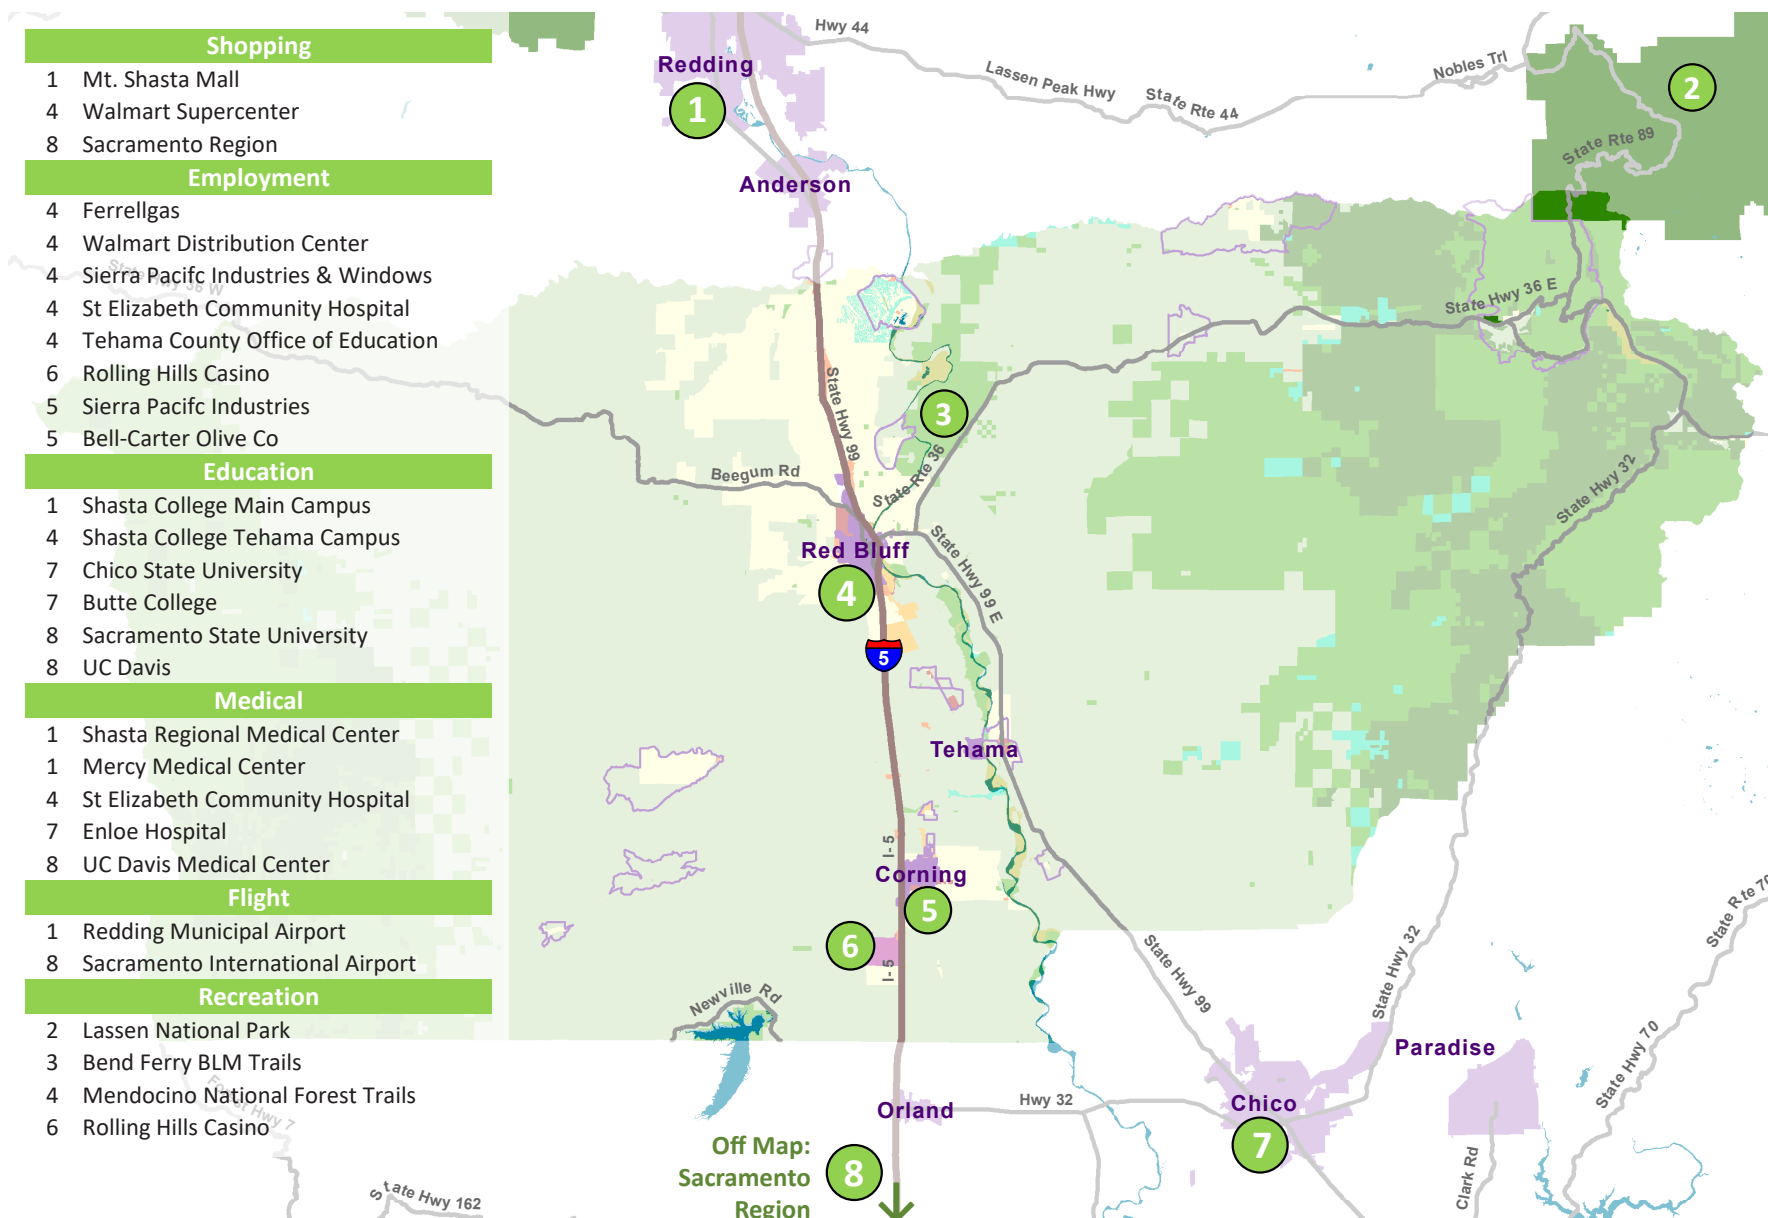 Shopping
1 Mt. Shasta Mall
4 Walmart Supercenter
8 Sacramento Region
Employment
4 Ferrellgas
4 Walmart Distribution Center
4 Sierra Pacifc Industries & Windows
4 St Elizabeth Community Hospital
4 Tehama County Office of Education
6 Rolling Hills Casino
5 Sierra Pacifc Industries
5 Bell-Carter Olive Co
Education
1 Shasta College Main Campus
4 Shasta College Tehama Campus
7 Chico State University
7 Butte College
8 Sacramento State University
8 UC Davis
Medical
1 Shasta Regional Medical Center
1 Mercy Medical Center
4 St Elizabeth Community Hospital
7 Enloe Hospital
8 UC Davis Medical Center
Flight
1 Redding Municipal Airport
8 Sacramento International Airport
Recreation
2 Lassen National Park
3 Bend Ferry BLM Trails
4 Mendocino National Forest Trails
6 Rolling Hills Casino
Hwy 44
Redding
1
Lassen Peak Hwy
State Rte 44
Nobles Trl
2
State Rte 89
Anderson
State Hwy 36 W
State Hwy 36 E
State Hwy 99
3
Beegum Rd
State Rte 36
State Hwy 32
Red Bluff
4
State Hwy 99 E
5
Tehama
I-5
Corning
5
6
I-5
Newville Rd
State Hwy 99
State Hwy 32
State Rte 70
Paradise
State Hwy 70
Forest Hwy 7
Orland
Hwy 32
Chico
7
Off Map:
Sacramento
Region
8
Clark Rd
State Hwy 162